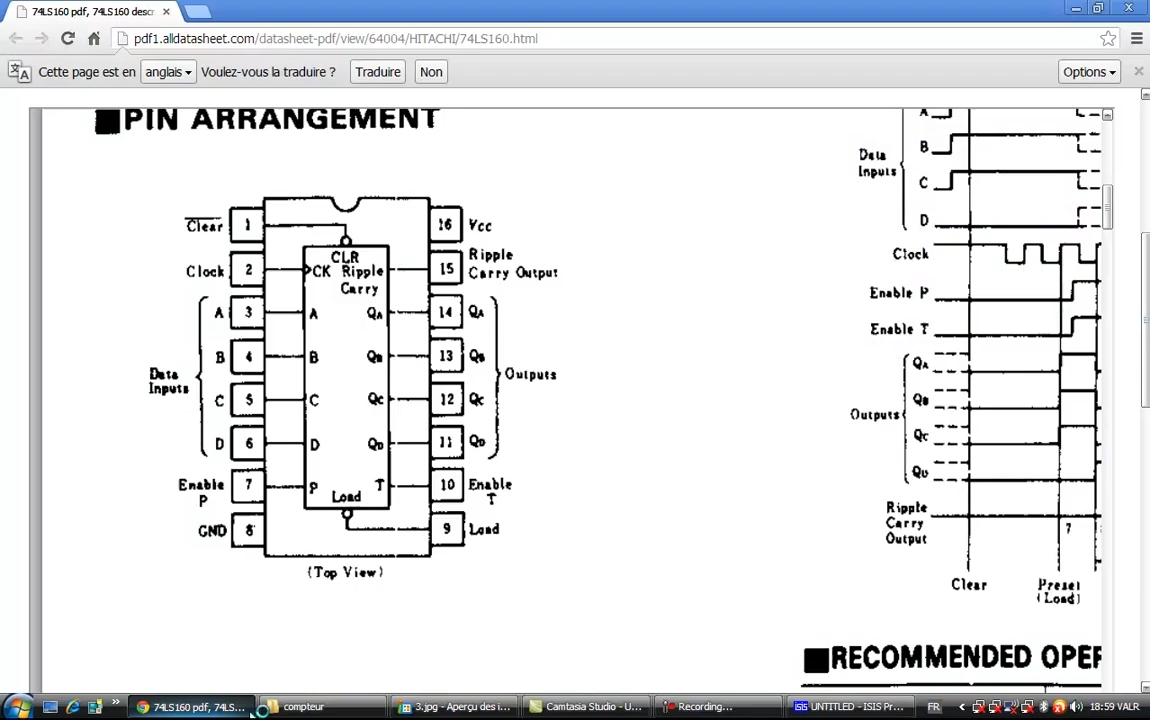 74LS160 pdf, 74LS160 descr
pdf1.alldatasheet.com/datasheet-pdf/view/64004/HITACHI/74LS160.html
Cette page est en anglais Voulez-vous la traduire ? Traduire Non Options
PIN ARRANGEMENT
Clear 1 16 Vcc
CLR
Clock 2 CK Ripple Carry 15 Ripple Carry Output
A 3 A QA 14 QA
B 4 B QB 13 QB
Data Inputs
Outputs
C 5 C QC 12 QC
D 6 D QD 11 QD
Enable P 7 P T 10 Enable T
Load
GND 8 9 Load
(Top View)
A
Data Inputs
B
C
D
Clock
Enable P
Enable T
QA
Outputs
QB
QC
QD
Ripple Carry Output
7
Clear
Preset (Load)
RECOMMENDED OPER
74LS160 pdf, 74LS... compteur 3.jpg - Aperçu des i... Camtasia Studio - U... Recording... UNTITLED - ISIS Pr... FR 18:59 VALR